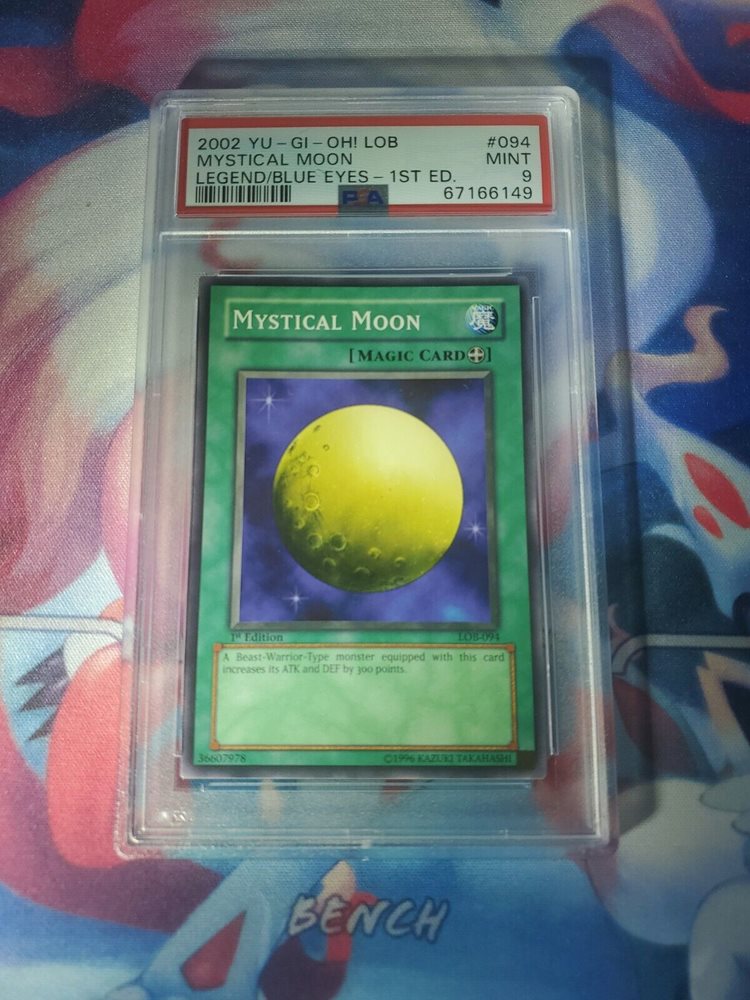 2002 YU-GI-OH! LOB #094
MYSTICAL MOON MINT
LEGEND/BLUE EYES-1ST ED. 9
PSA 67166149
MYSTICAL MOON 魔
[MAGIC CARD]
1st Edition LOB-094
A Beast-Warrior-Type monster equipped with this card
increases its ATK and DEF by 300 points.
36607978 ©1996 KAZUKI TAKAHASHI
BENCH